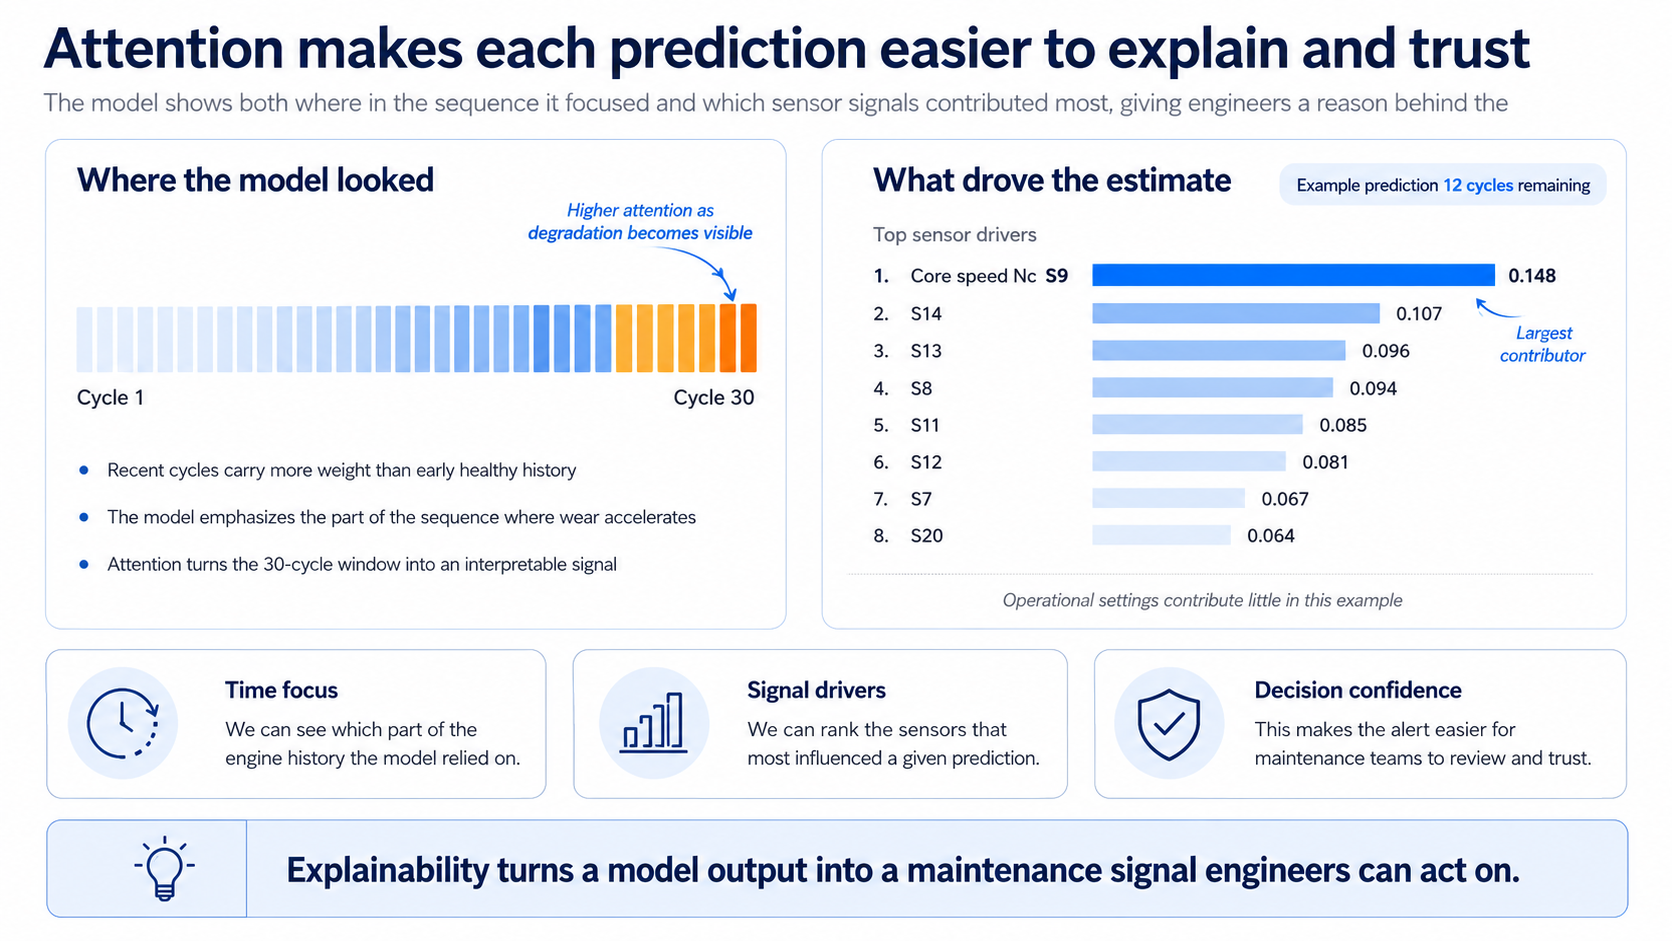 Attention makes each prediction easier to explain and trust
The model shows both where in the sequence it focused and which sensor signals contributed most, giving engineers a reason behind the
Where the model looked
Higher attention as
degradation becomes visible
Cycle 1
Cycle 30
Recent cycles carry more weight than early healthy history
The model emphasizes the part of the sequence where wear accelerates
Attention turns the 30-cycle window into an interpretable signal
What drove the estimate
Example prediction 12 cycles remaining
Top sensor drivers
1. Core speed Nc S9 0.148
2. S14 0.107
3. S13 0.096
4. S8 0.094
5. S11 0.085
6. S12 0.081
7. S7 0.067
8. S20 0.064
Largest
contributor
Operational settings contribute little in this example
Time focus
We can see which part of the
engine history the model relied on.
Signal drivers
We can rank the sensors that
most influenced a given prediction.
Decision confidence
This makes the alert easier for
maintenance teams to review and trust.
Explainability turns a model output into a maintenance signal engineers can act on.